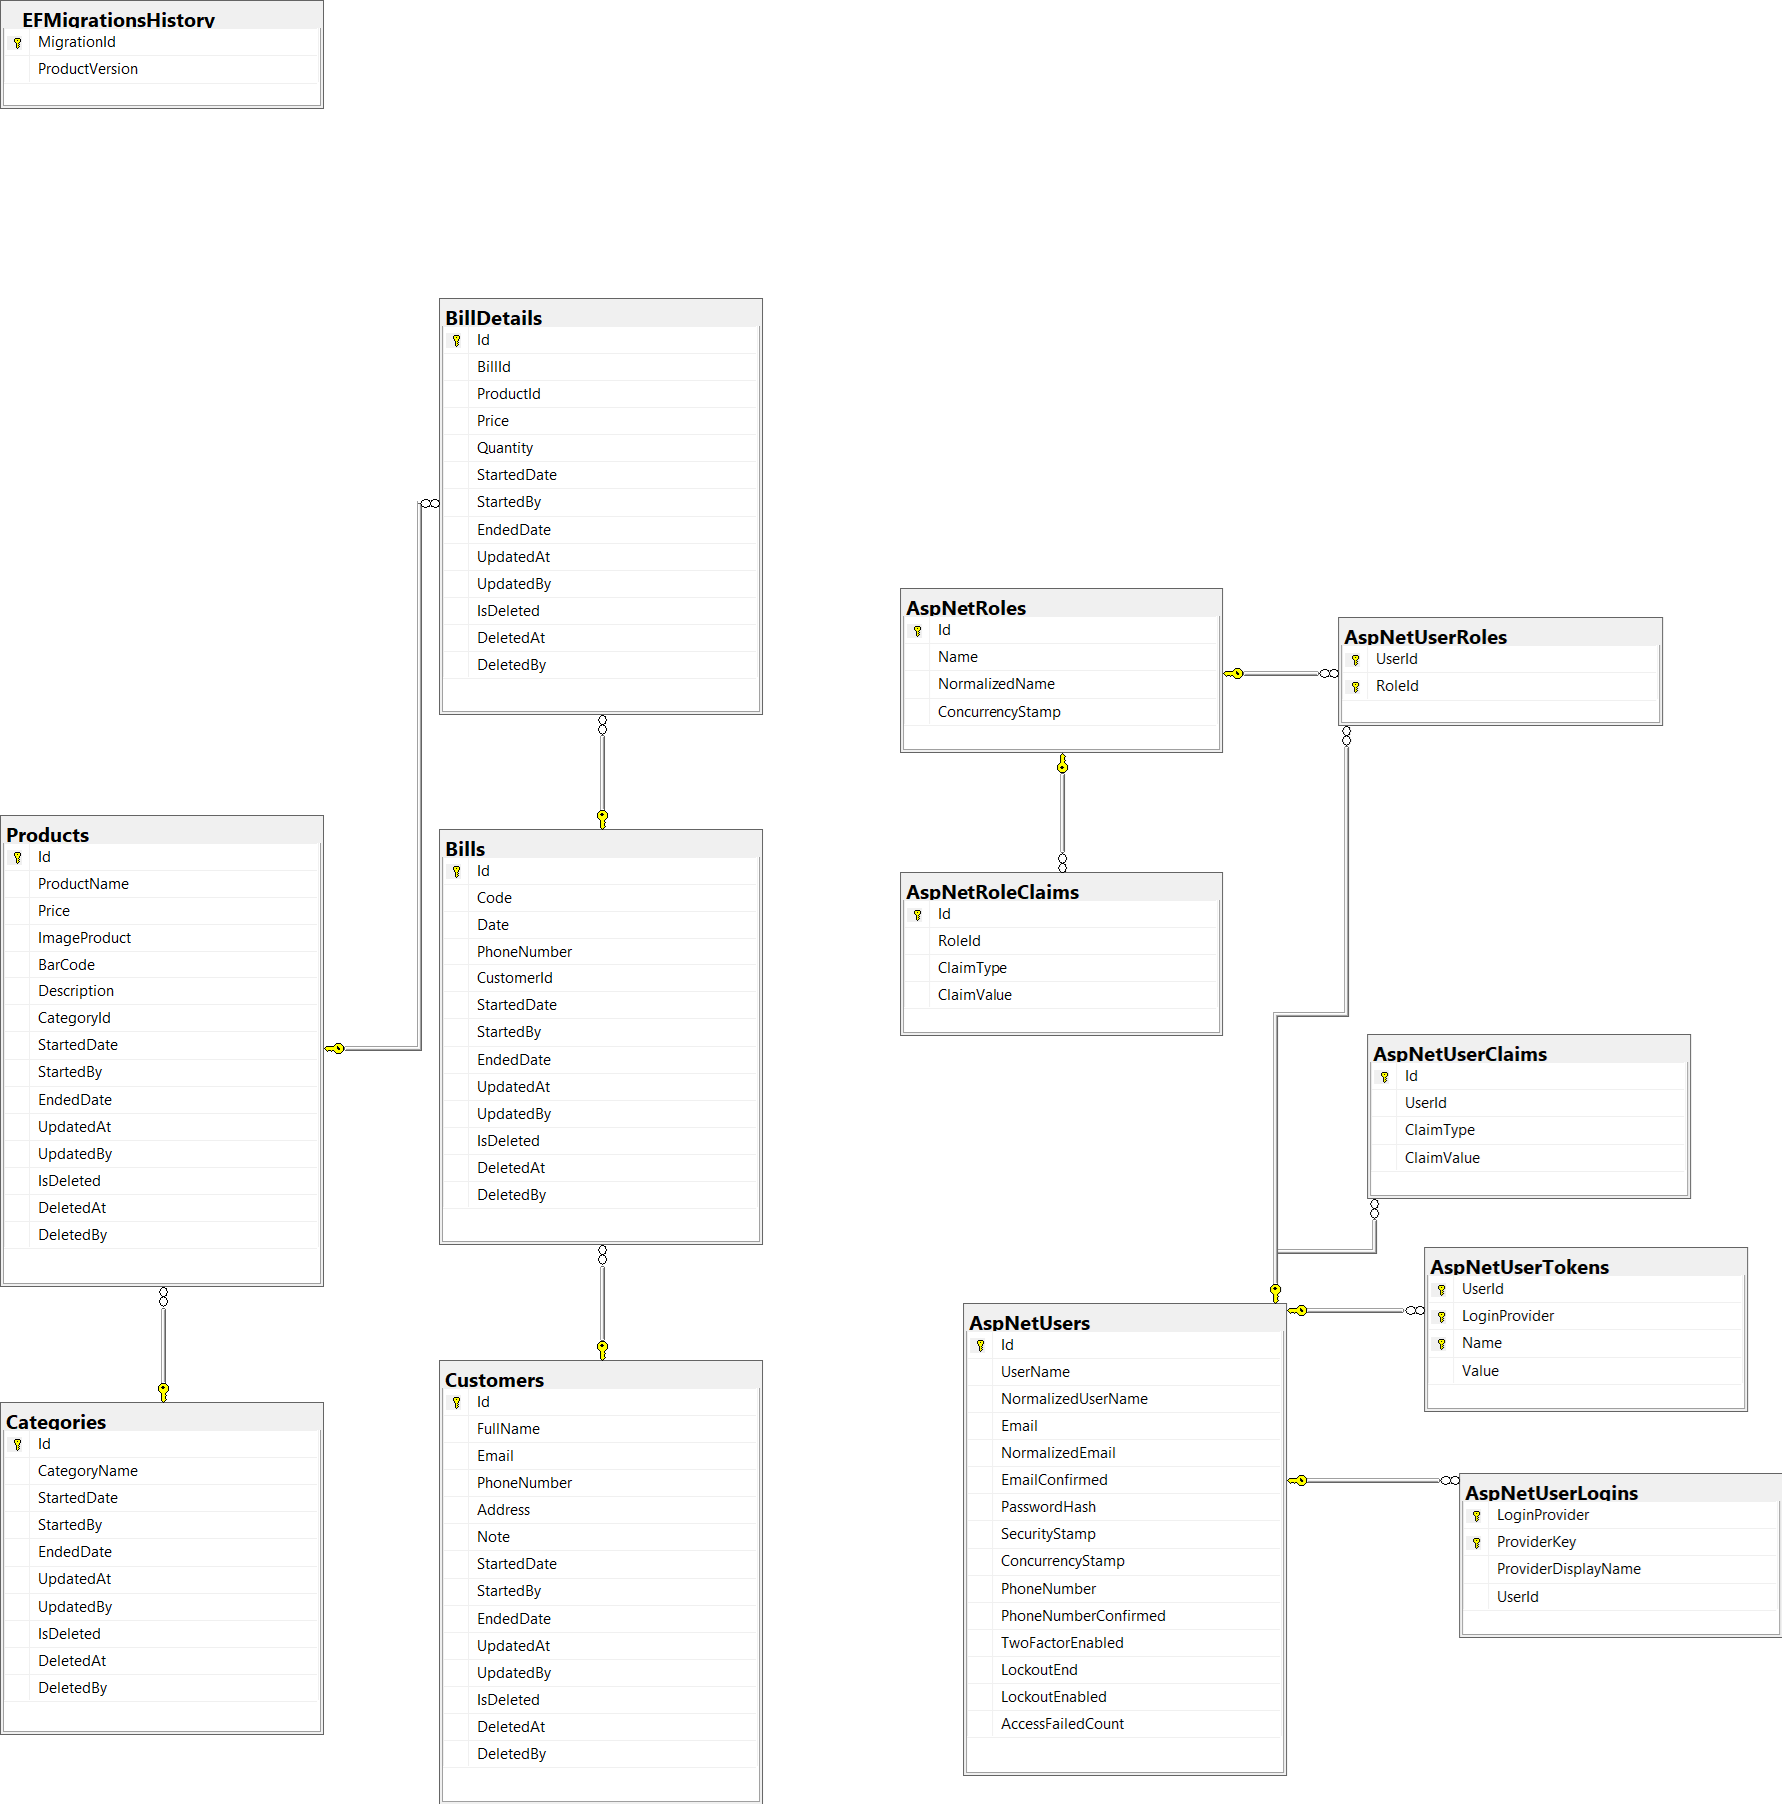 EFMigrationsHistory
MigrationId
ProductVersion
BillDetails
Id
BillId
ProductId
Price
Quantity
StartedDate
StartedBy
EndedDate
UpdatedAt
UpdatedBy
IsDeleted
DeletedAt
DeletedBy
Products
Id
ProductName
Price
ImageProduct
BarCode
Description
CategoryId
StartedDate
StartedBy
EndedDate
UpdatedAt
UpdatedBy
IsDeleted
DeletedAt
DeletedBy
Bills
Id
Code
Date
PhoneNumber
CustomerId
StartedDate
StartedBy
EndedDate
UpdatedAt
UpdatedBy
IsDeleted
DeletedAt
DeletedBy
Categories
Id
CategoryName
StartedDate
StartedBy
EndedDate
UpdatedAt
UpdatedBy
IsDeleted
DeletedAt
DeletedBy
Customers
Id
FullName
Email
PhoneNumber
Address
Note
StartedDate
StartedBy
EndedDate
UpdatedAt
UpdatedBy
IsDeleted
DeletedAt
DeletedBy
AspNetRoles
Id
Name
NormalizedName
ConcurrencyStamp
AspNetUserRoles
UserId
RoleId
AspNetRoleClaims
Id
RoleId
ClaimType
ClaimValue
AspNetUserClaims
Id
UserId
ClaimType
ClaimValue
AspNetUserTokens
UserId
LoginProvider
Name
Value
AspNetUsers
Id
UserName
NormalizedUserName
Email
NormalizedEmail
EmailConfirmed
PasswordHash
SecurityStamp
ConcurrencyStamp
PhoneNumber
PhoneNumberConfirmed
TwoFactorEnabled
LockoutEnd
LockoutEnabled
AccessFailedCount
AspNetUserLogins
LoginProvider
ProviderKey
ProviderDisplayName
UserId